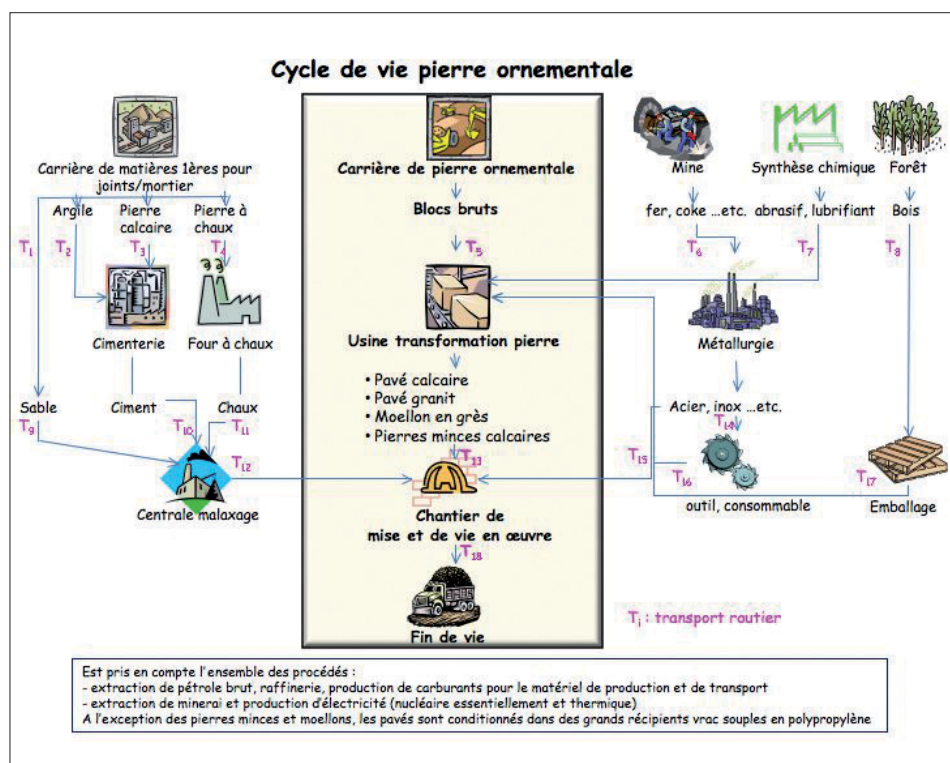 Cycle de vie pierre ornementale
Carrière de matières 1ères pour
joints/mortier
Argile
Pierre
calcaire
Pierre à
chaux
T1
T2
T3
T4
Cimenterie
Four à chaux
Sable
Ciment
Chaux
T9
T10
T11
T12
Centrale malaxage
Carrière de pierre ornementale
Blocs bruts
T5
Usine transformation pierre
• Pavé calcaire
• Pavé granit
• Moellon en grès
• Pierres minces calcaires
T13
Chantier de
mise et de vie en œuvre
T18
Fin de vie
Mine
Synthèse chimique
Forêt
fer, coke ...etc.
abrasif, lubrifiant
Bois
T6
T7
T8
Métallurgie
Acier, inox ...etc.
T14
T15
T16
T17
outil, consommable
Emballage
Ti : transport routier
Est pris en compte l'ensemble des procédés :
- extraction de pétrole brut, raffinerie, production de carburants pour le matériel de production et de transport
- extraction de minerai et production d'électricité (nucléaire essentiellement et thermique)
A l'exception des pierres minces et moellons, les pavés sont conditionnés dans des grands récipients vrac souples en polypropylène